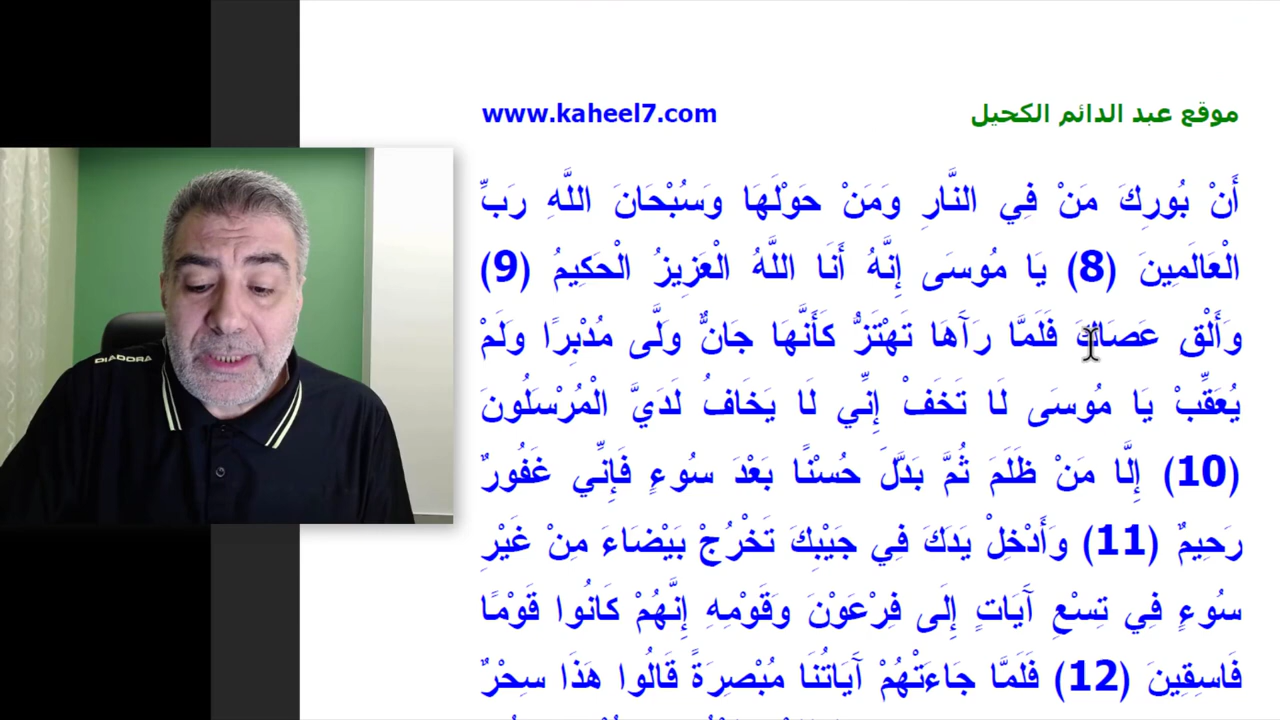 موقع عبد الدائم الكحيل www.kaheel7.com
أَنْ بُورِكَ مَنْ فِي النَّارِ وَمَنْ حَوْلَهَا وَسُبْحَانَ اللَّهِ رَبِّ
الْعَالَمِينَ (8) يَا مُوسَى إِنَّهُ أَنَا اللَّهُ الْعَزِيزُ الْحَكِيمُ (9)
وَأَلْقِ عَصَاكَ فَلَمَّا رَآَهَا تَهْتَزُّ كَأَنَّهَا جَانٌّ وَلَّى مُدْبِرًا وَلَمْ
يُعَقِّبْ يَا مُوسَى لَا تَخَفْ إِنِّي لَا يَخَافُ لَدَيَّ الْمُرْسَلُونَ
(10) إِلَّا مَنْ ظَلَمَ ثُمَّ بَدَّلَ حُسْنًا بَعْدَ سُوءٍ فَإِنِّي غَفُورٌ
رَحِيمٌ (11) وَأَدْخِلْ يَدَكَ فِي جَيْبِكَ تَخْرُجْ بَيْضَاءَ مِنْ غَيْرِ
سُوءٍ فِي تِسْعِ آَيَاتٍ إِلَى فِرْعَوْنَ وَقَوْمِهِ إِنَّهُمْ كَانُوا قَوْمًا
فَاسِقِينَ (12) فَلَمَّا جَاءَتْهُمْ آَيَاتُنَا مُبْصِرَةً قَالُوا هَذَا سِحْرٌ
DIADORA